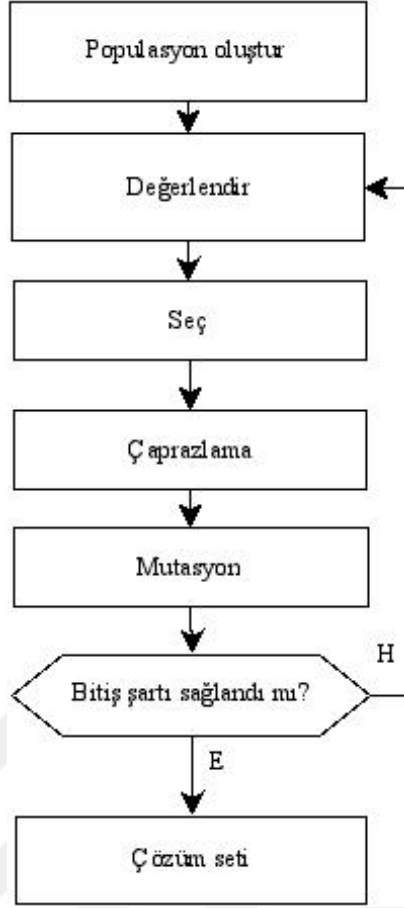 Populasyon oluştur
Değerlendir
Seç
Çaprazlama
Mutasyon
Bitiş şartı sağlandı mı?
H
E
Çözüm seti